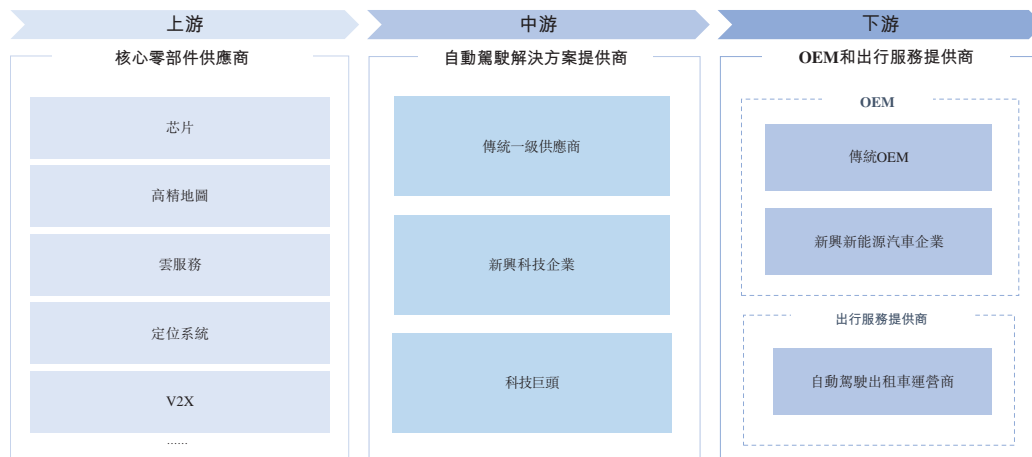 上游
中游
下游
核心零部件供應商
自動駕駛解決方案提供商
OEM和出行服務提供商
芯片
高精地圖
雲服務
定位系統
V2X
......
傳統一級供應商
新興科技企業
科技巨頭
OEM
傳統OEM
新興新能源汽車企業
出行服務提供商
自動駕駛出租車運營商